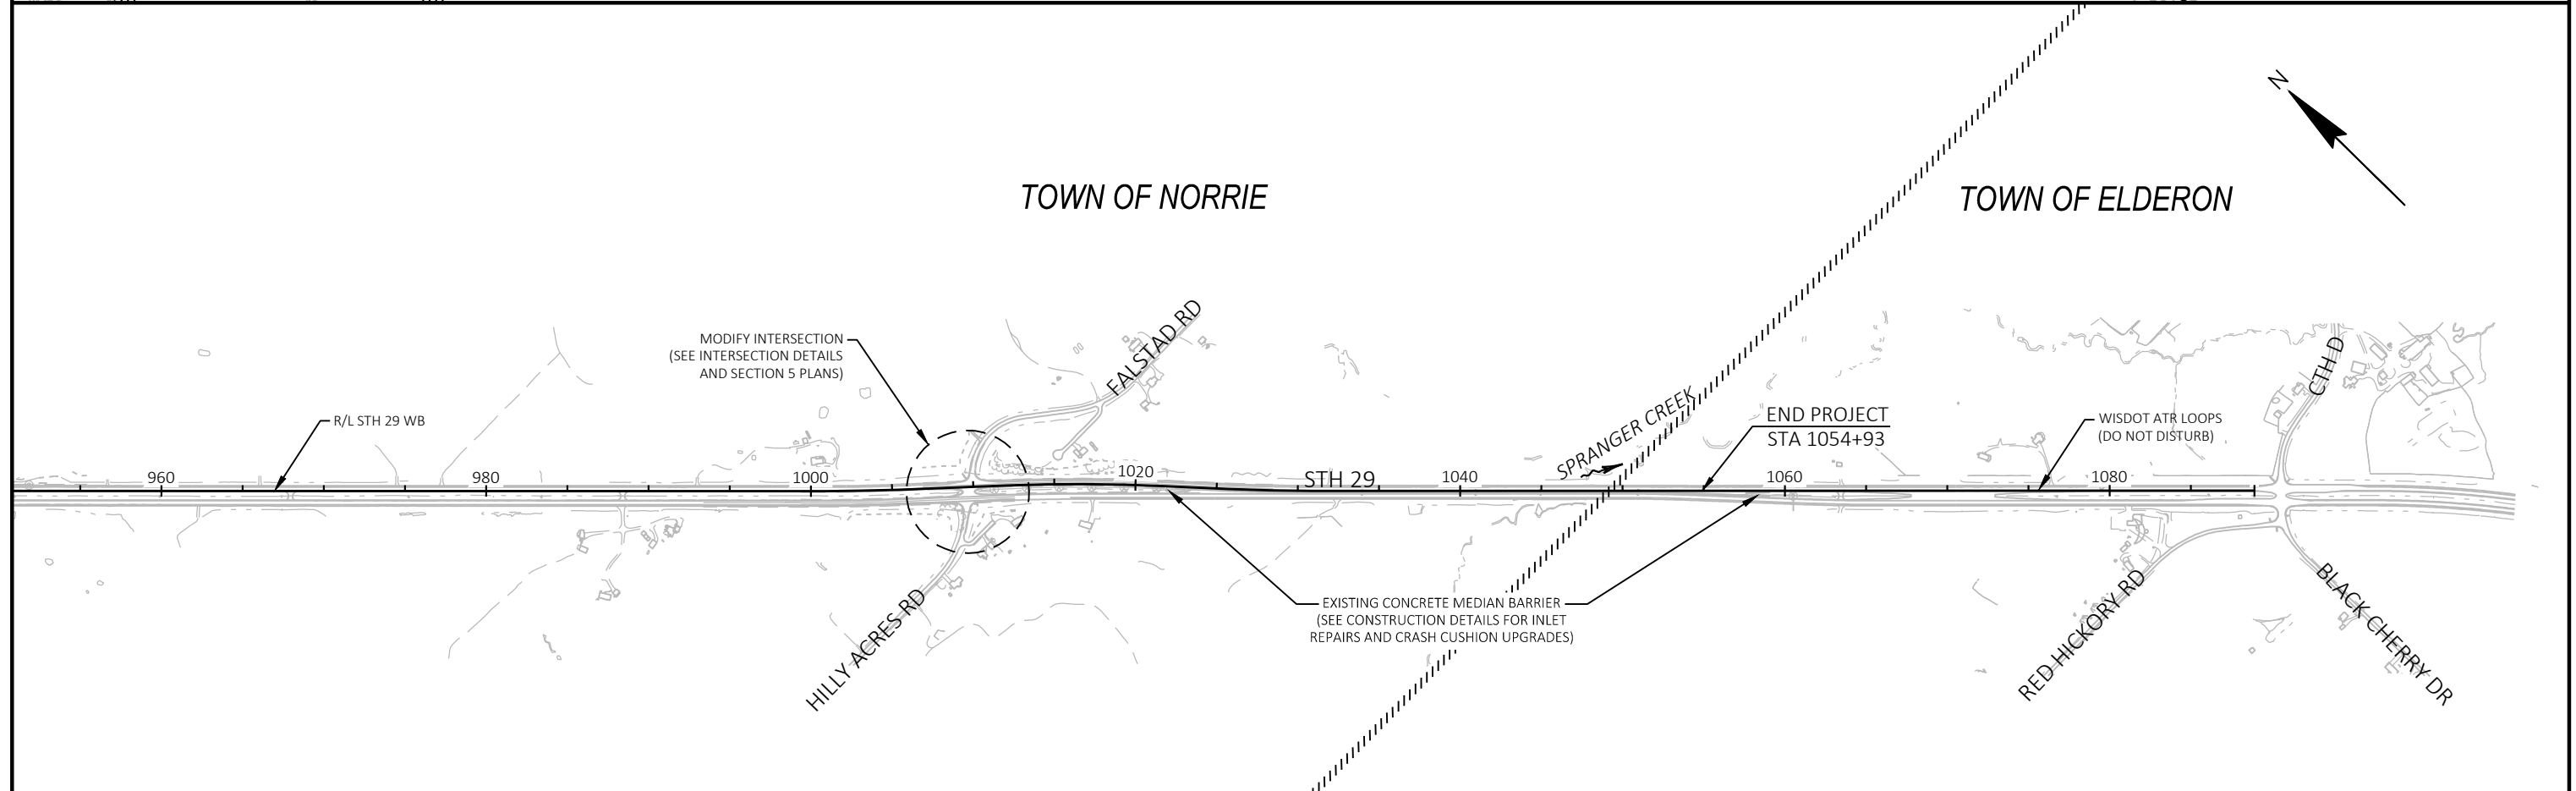 N
TOWN OF NORRIE
TOWN OF ELDERON
FALSTAD RD
MODIFY INTERSECTION
(SEE INTERSECTION DETAILS
AND SECTION 5 PLANS)
CTH D
SPRANGER CREEK
R/L STH 29 WB
END PROJECT
STA 1054+93
WISDOT ATR LOOPS
(DO NOT DISTURB)
960
980
1000
1020
STH 29
1040
1060
1080
HILLY ACRES RD
EXISTING CONCRETE MEDIAN BARRIER
(SEE CONSTRUCTION DETAILS FOR INLET
REPAIRS AND CRASH CUSHION UPGRADES)
RED HICKORY RD
BLACK CHERRY DR